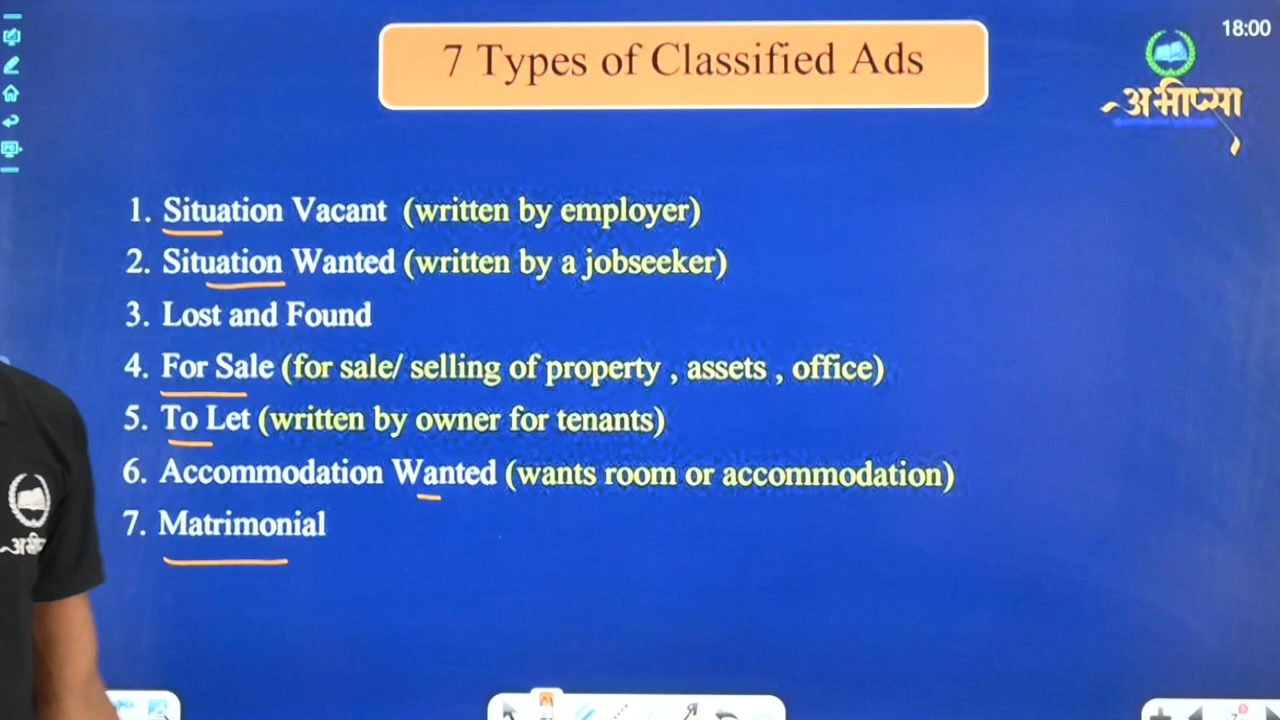 7 Types of Classified Ads
18:00
अभीप्सा
1. Situation Vacant (written by employer)
2. Situation Wanted (written by a jobseeker)
3. Lost and Found
4. For Sale (for sale/ selling of property , assets , office)
5. To Let (written by owner for tenants)
6. Accommodation Wanted (wants room or accommodation)
7. Matrimonial